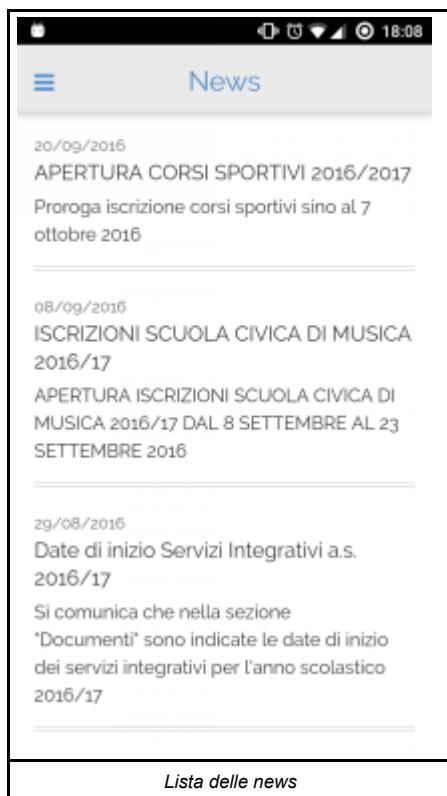 18:08
News
20/09/2016
APERTURA CORSI SPORTIVI 2016/2017
Proroga iscrizione corsi sportivi sino al 7
ottobre 2016
08/09/2016
ISCRIZIONI SCUOLA CIVICA DI MUSICA
2016/17
APERTURA ISCRIZIONI SCUOLA CIVICA DI
MUSICA 2016/17 DAL 8 SETTEMBRE AL 23
SETTEMBRE 2016
29/08/2016
Date di inizio Servizi Integrativi a.s.
2016/17
Si comunica che nella sezione
"Documenti" sono indicate le date di inizio
dei servizi integrativi per l'anno scolastico
2016/17
Lista delle news